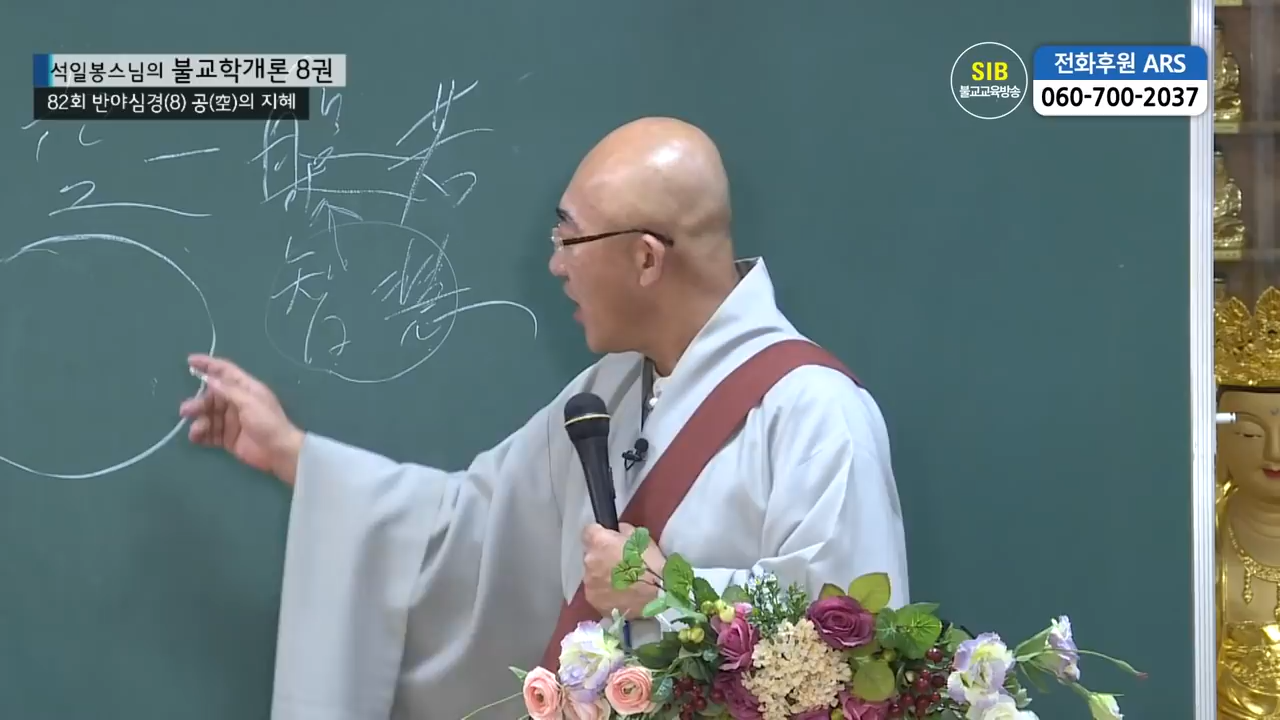 석일봉스님의 불교학개론 8권
82회 반야심경(8) 공(空)의 지혜
SIB
불교교육방송
전화후원 ARS
060-700-2037
般若
智慧